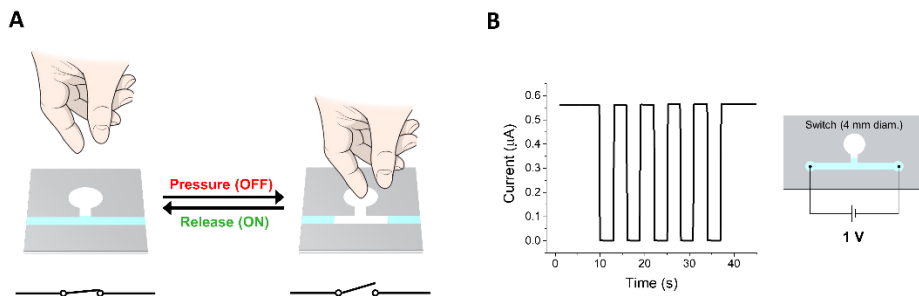 A
Pressure (OFF)
Release (ON)
B
Current (μA)
0.6
0.5
0.4
0.3
0.2
0.1
0.0
0
10
20
30
40
Time (s)
Switch (4 mm diam.)
1 V